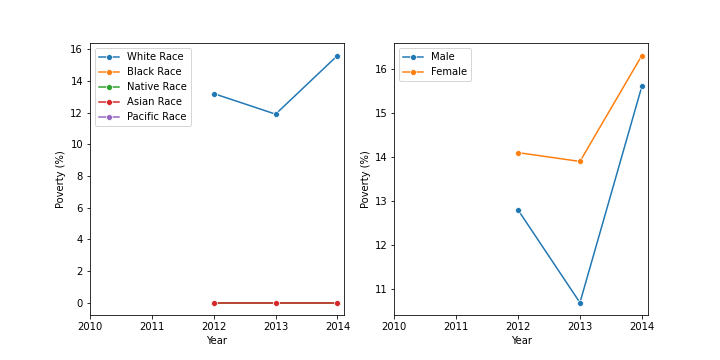 16
14
12
10
8
6
4
2
0
Poverty (%)
White Race
Black Race
Native Race
Asian Race
Pacific Race
2010 2011 2012 2013 2014
Year
16
15
14
13
12
11
Poverty (%)
Male
Female
2010 2011 2012 2013 2014
Year